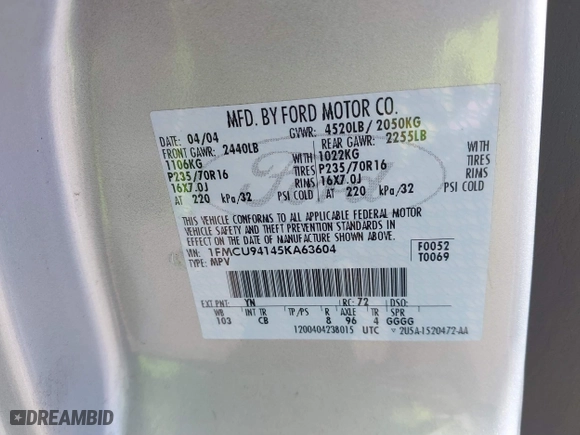 MFD. BY FORD MOTOR CO.
DATE: 04/04 GVWR: 4520LB/ 2050KG
FRONT GAWR: 2440LB REAR GAWR: 2255LB
1106KG WITH 1022KG WITH
P235/70R16 TIRES P235/70R16 TIRES
16X7.0J RIMS 16X7.0J RIMS
AT 220 kPa/32 PSI COLD AT 220 kPa/32 PSI COLD
THIS VEHICLE CONFORMS TO ALL APPLICABLE FEDERAL MOTOR
VEHICLE SAFETY AND THEFT PREVENTION STANDARDS IN
EFFECT ON THE DATE OF MANUFACTURE SHOWN ABOVE.
VIN: 1FMCU94145KA63604 F0052
TYPE: MPV T0069
Ford
EXT PNT: YN RC: 72 DSO:
WB INT TR TP/PS R AXLE TR SPR
103 CB 8 96 4 GGGG
1200404238015 UTC 2U5A-1520472-AA
DREAMBID